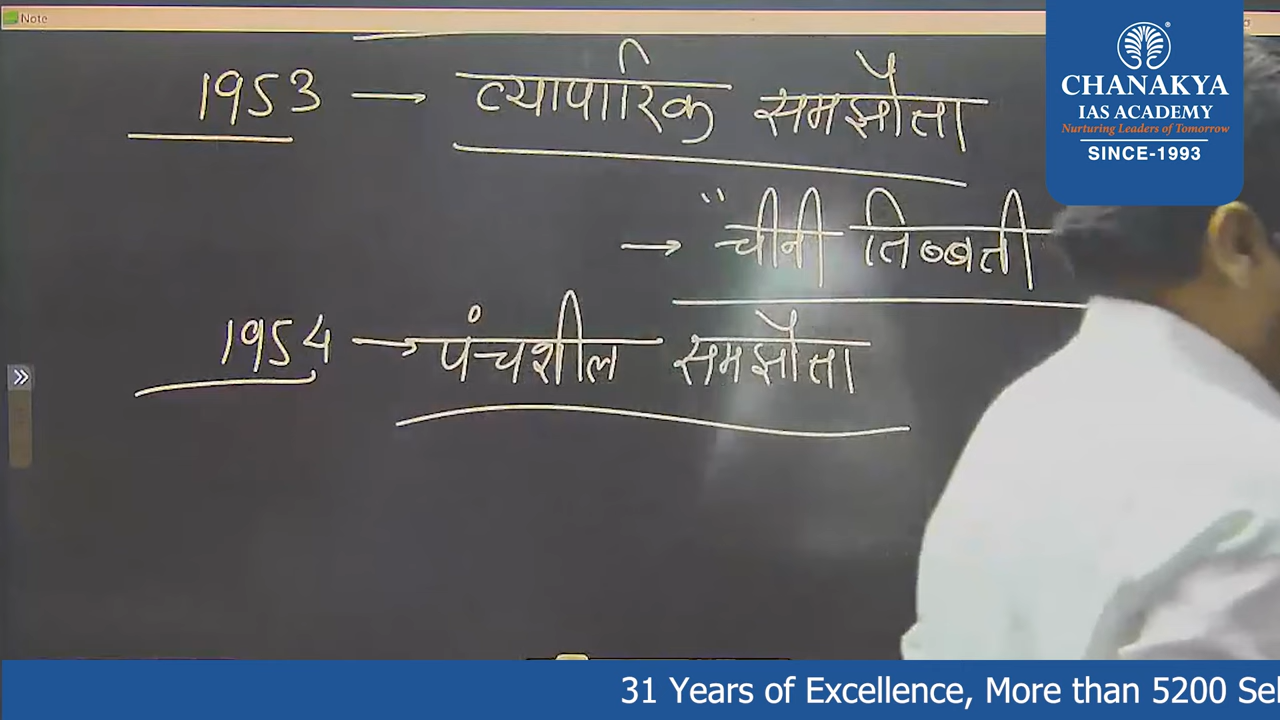 Note
CHANAKYA
IAS ACADEMY
Nurturing Leaders of Tomorrow
SINCE-1993
1953 → व्यापारिक समझौता
→ "चीनी तिब्बती
1954 → पंचशील समझौता
31 Years of Excellence, More than 5200 Sel